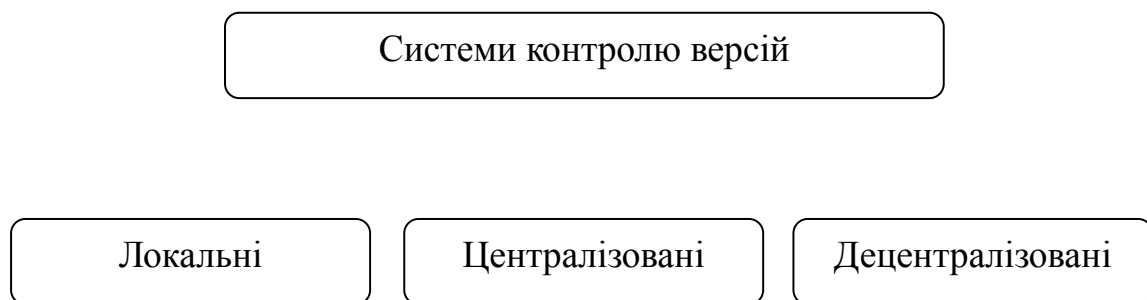 Системи контролю версій
Локальні
Централізовані
Децентралізовані